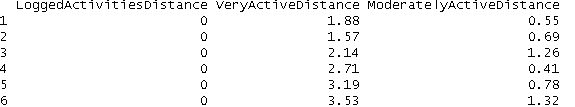 LoggedActivitiesDistance VeryActiveDistance ModeratelyActiveDistance
1 0 1.88 0.55
2 0 1.57 0.69
3 0 2.14 1.26
4 0 2.71 0.41
5 0 3.19 0.78
6 0 3.53 1.32